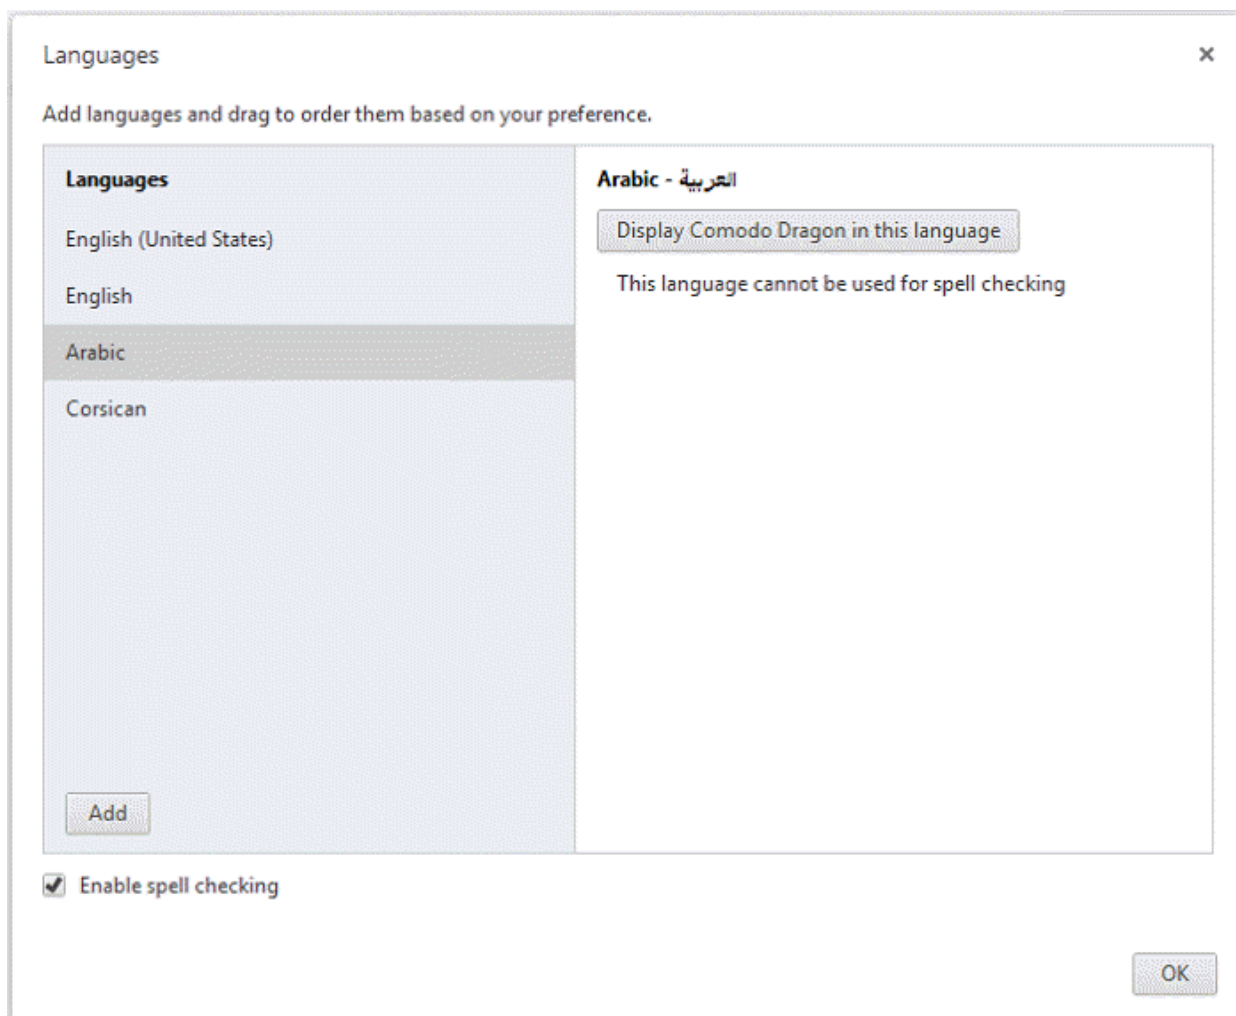 Languages
Add languages and drag to order them based on your preference.
Languages
English (United States)
English
Arabic
Corsican
Add
Arabic - العربية
Display Comodo Dragon in this language
This language cannot be used for spell checking
Enable spell checking
OK